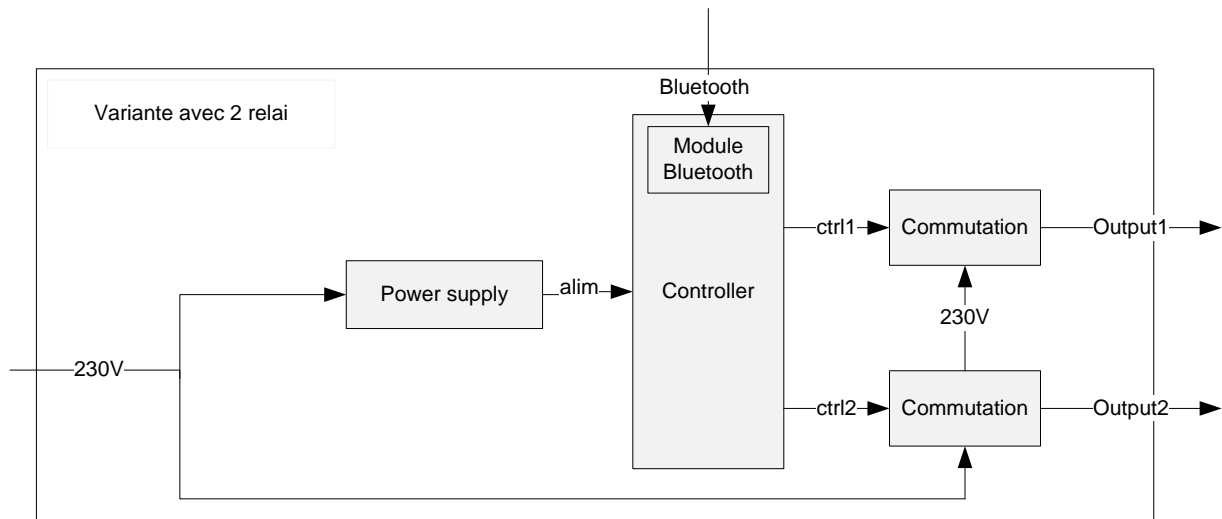 Bluetooth
Variante avec 2 relai
Module
Bluetooth
ctrl1
Commutation
Output1
Power supply
alim
Controller
230V
230V
ctrl2
Commutation
Output2